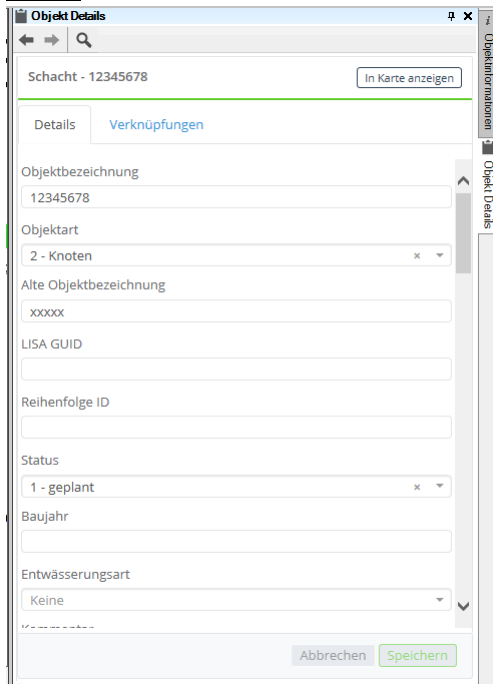 Objekt Details
Schacht - 12345678
In Karte anzeigen
Details
Verknüpfungen
Objektbezeichnung
12345678
Objektart
2 - Knoten
Alte Objektbezeichnung
xxxxx
LISA GUID
Reihenfolge ID
Status
1 - geplant
Baujahr
Entwässerungsart
Keine
Abbrechen
Speichern
Objektinformationen
Objekt Details